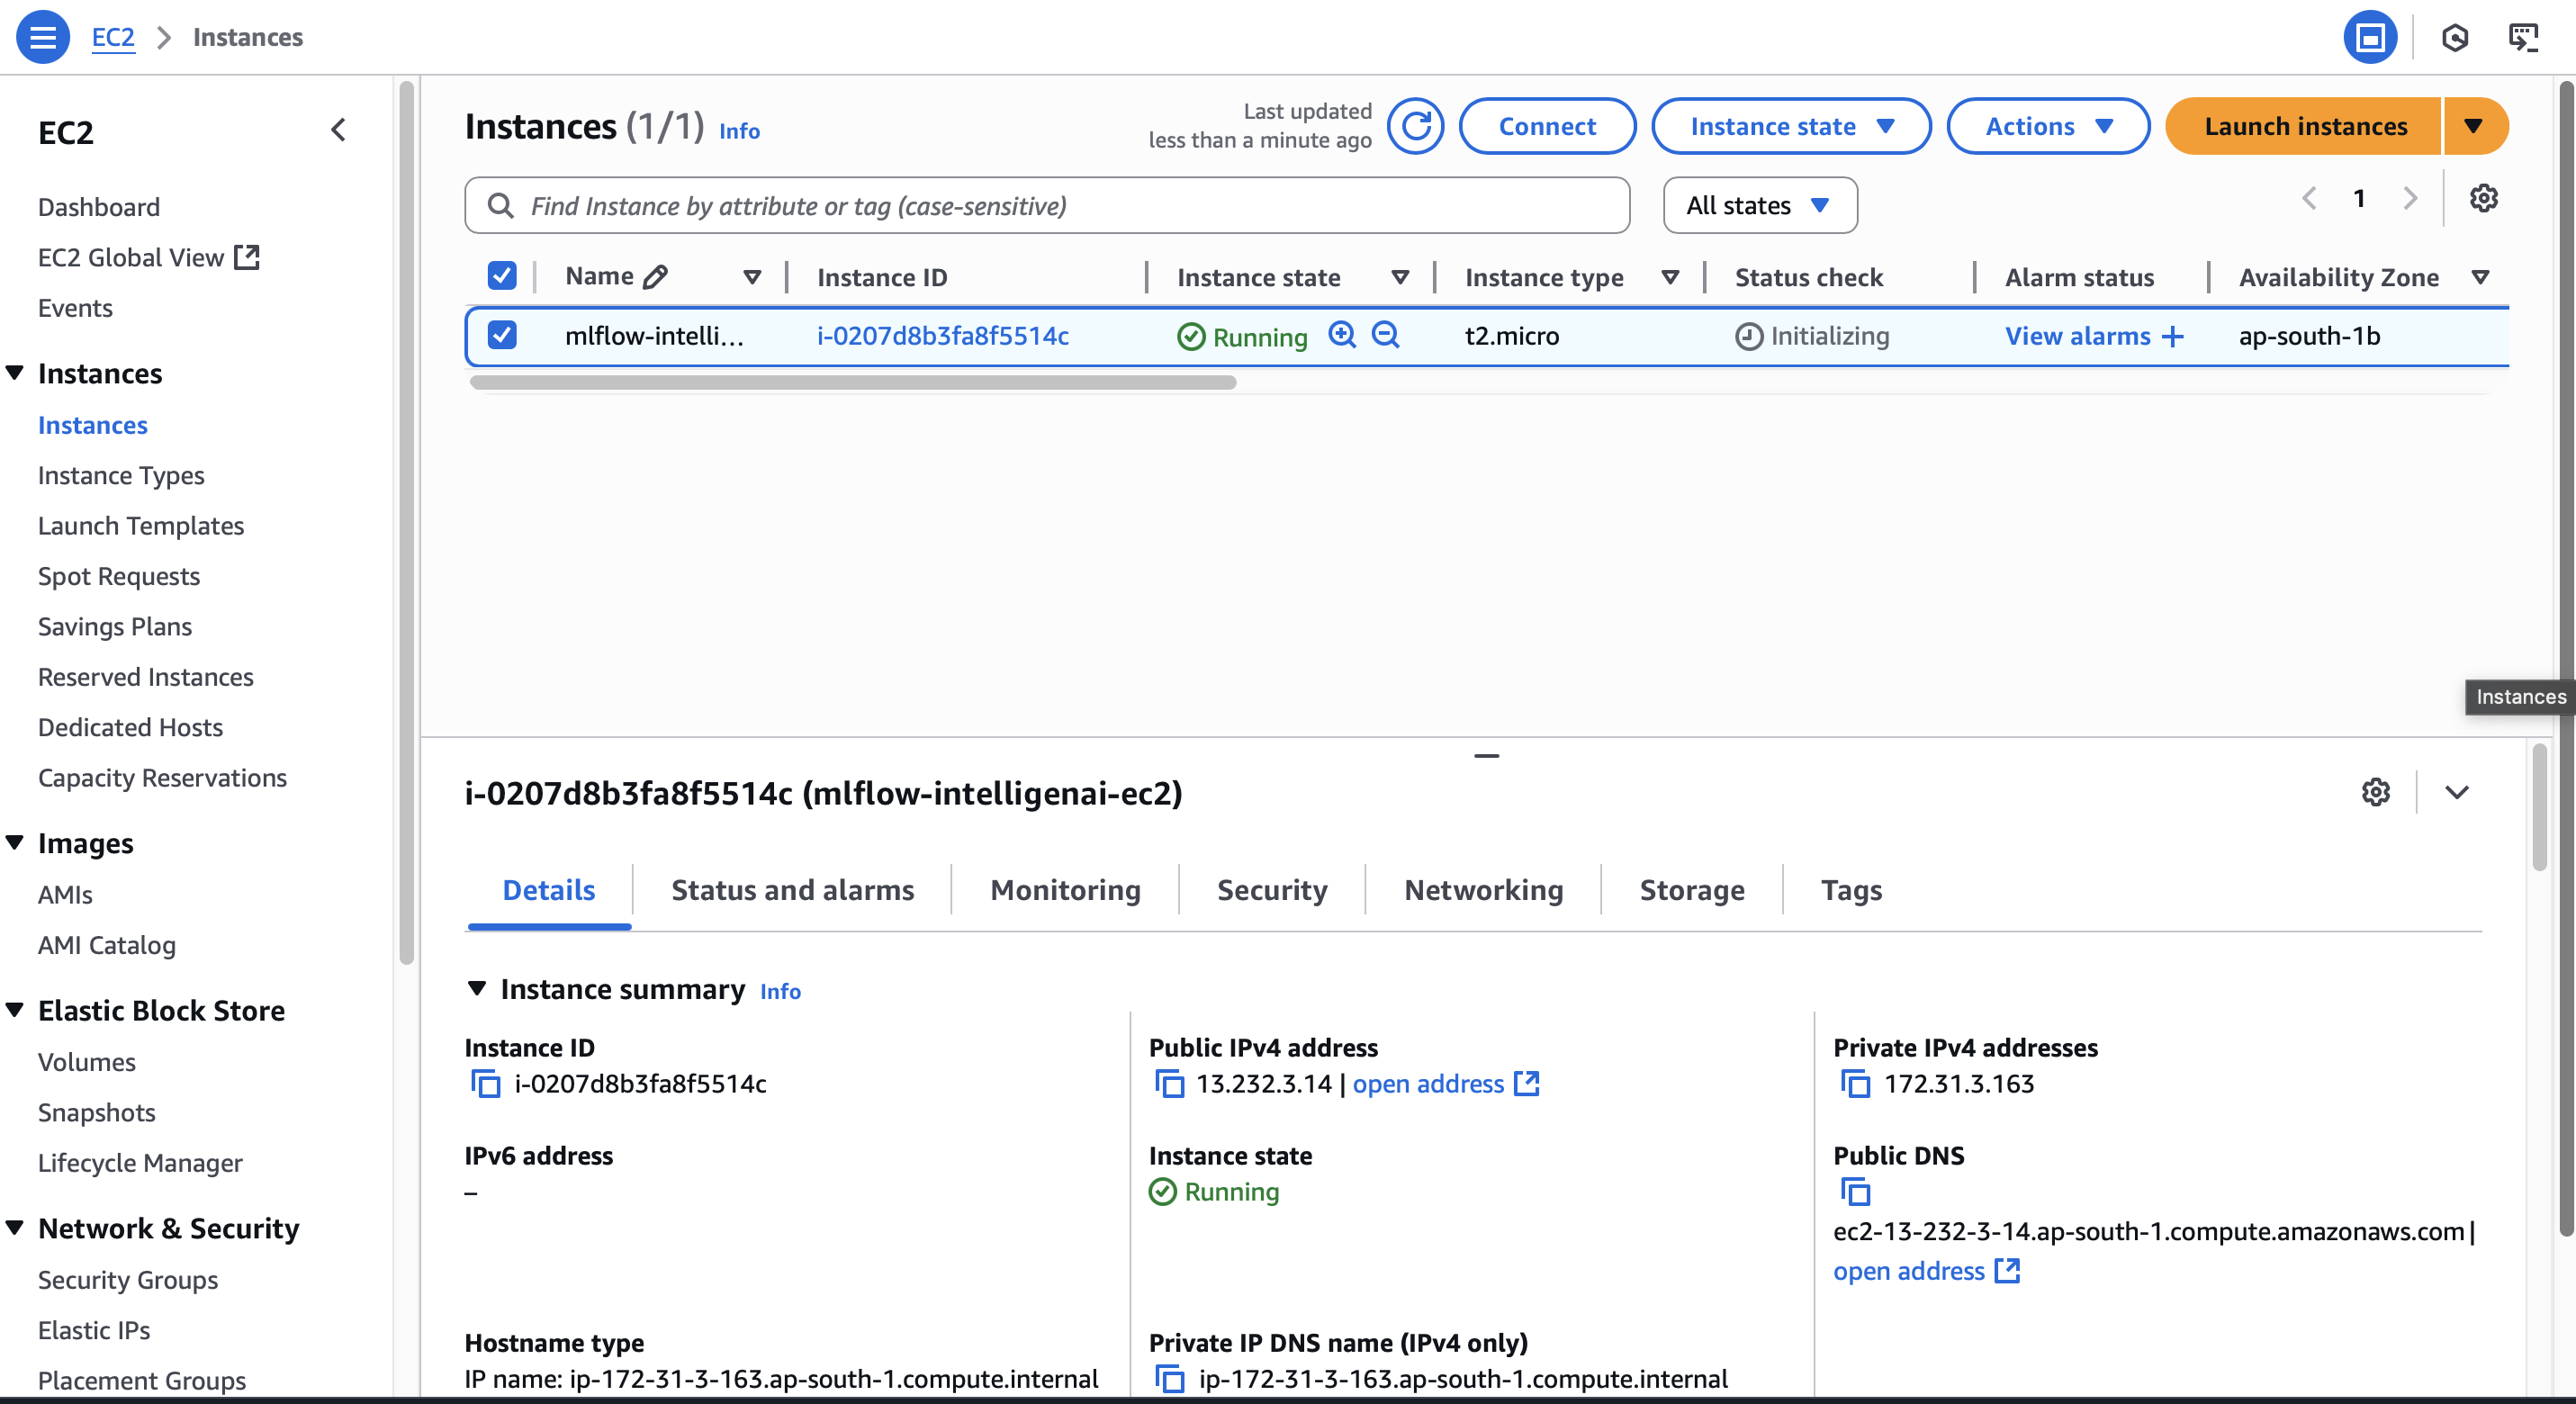 EC2 Instances
EC2
Dashboard
EC2 Global View
Events
Instances
Instances
Instance Types
Launch Templates
Spot Requests
Savings Plans
Reserved Instances
Dedicated Hosts
Capacity Reservations
Images
AMIs
AMI Catalog
Elastic Block Store
Volumes
Snapshots
Lifecycle Manager
Network & Security
Security Groups
Elastic IPs
Placement Groups
Instances (1/1) Info
Last updated
less than a minute ago
Connect
Instance state
Actions
Launch instances
Find Instance by attribute or tag (case-sensitive)
All states
1
Name Instance ID Instance state Instance type Status check Alarm status Availability Zone
mlflow-intelli... i-0207d8b3fa8f5514c Running t2.micro Initializing View alarms + ap-south-1b
Instances
i-0207d8b3fa8f5514c (mlflow-intelligenai-ec2)
Details Status and alarms Monitoring Security Networking Storage Tags
Instance summary Info
Instance ID
i-0207d8b3fa8f5514c
Public IPv4 address
13.232.3.14 | open address
Private IPv4 addresses
172.31.3.163
IPv6 address
–
Instance state
Running
Public DNS
ec2-13-232-3-14.ap-south-1.compute.amazonaws.com |
open address
Hostname type
IP name: ip-172-31-3-163.ap-south-1.compute.internal
Private IP DNS name (IPv4 only)
ip-172-31-3-163.ap-south-1.compute.internal